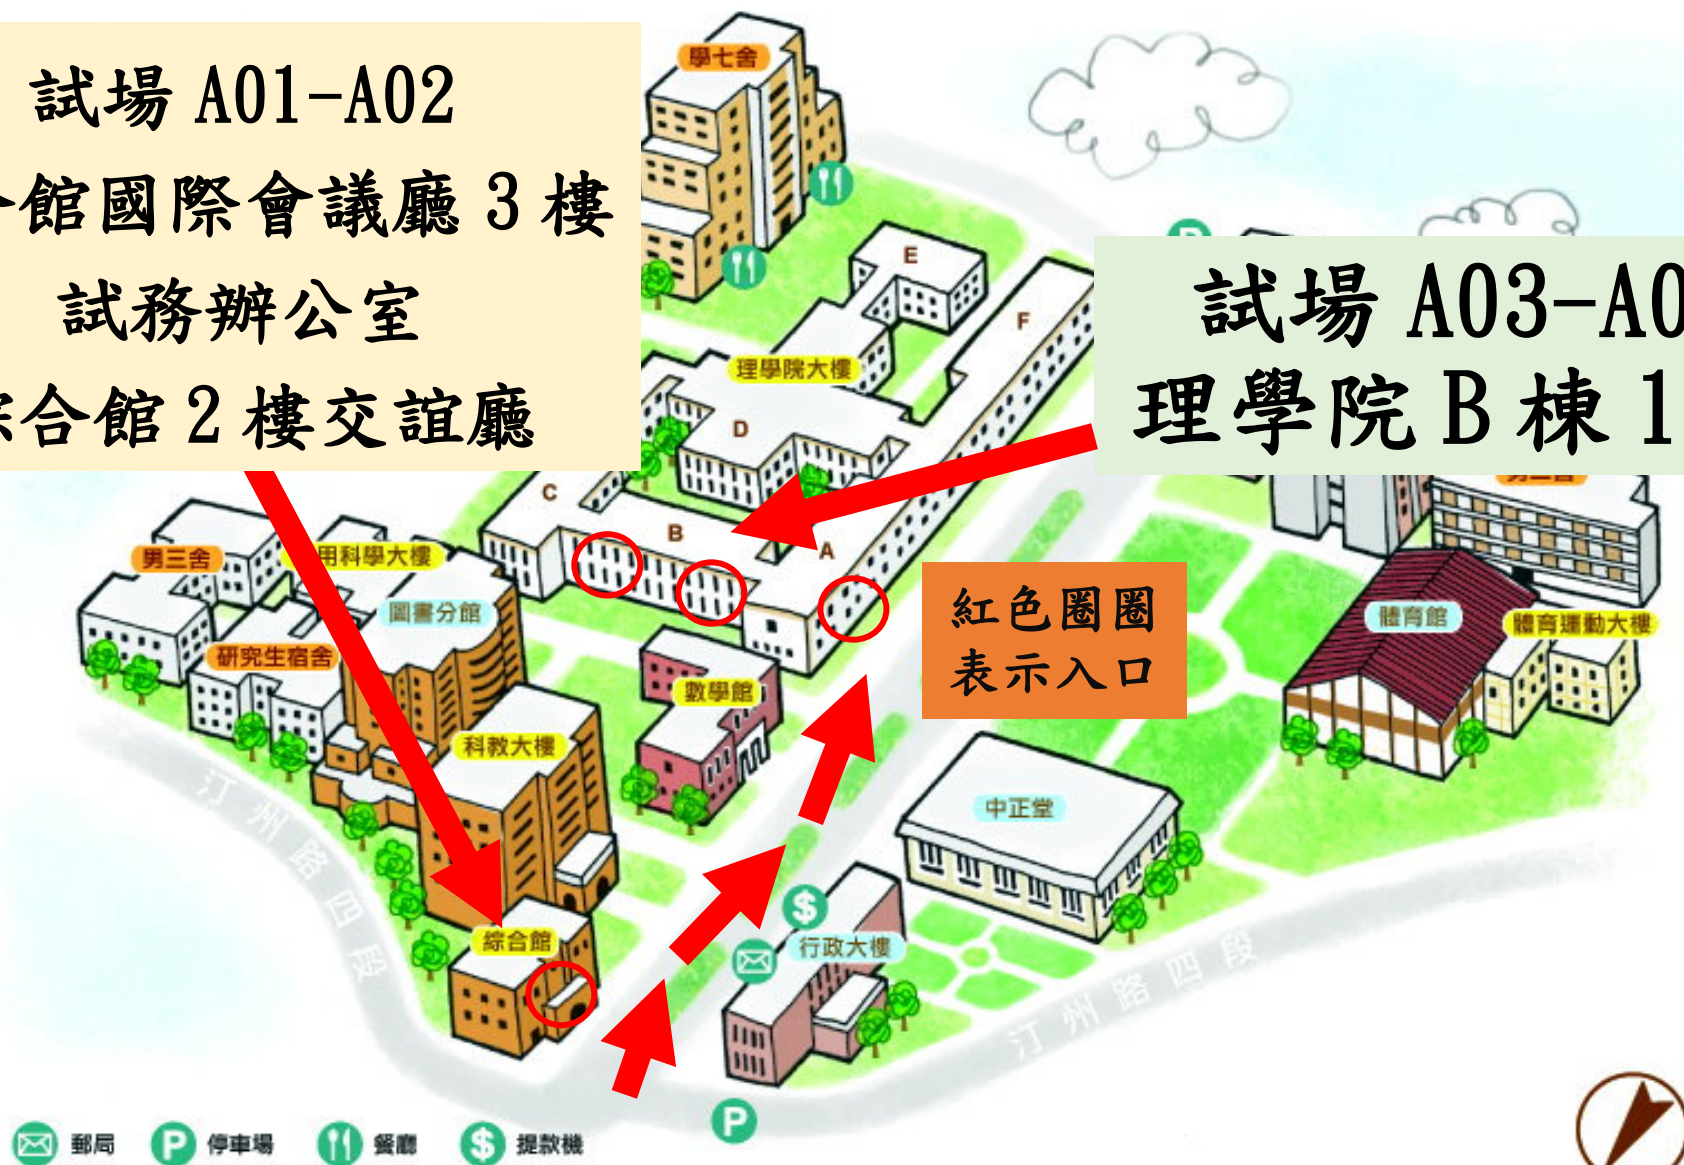 試場 A01-A02
館國際會議廳 3 樓
試務辦公室
合館 2 樓交誼廳
試場 A03-A0
理學院 B 棟 1
紅色圈圈
表示入口
學七舍
E
F
理學院大樓
D
C
B
A
男三舍
用科學大樓
圖書分館
研究生宿舍
數學館
科教大樓
綜合館
體育館
體育運動大樓
中正堂
行政大樓
$
P
汀州路四段
汀州路四段
郵局
P 停車場
餐廳
$ 提款機